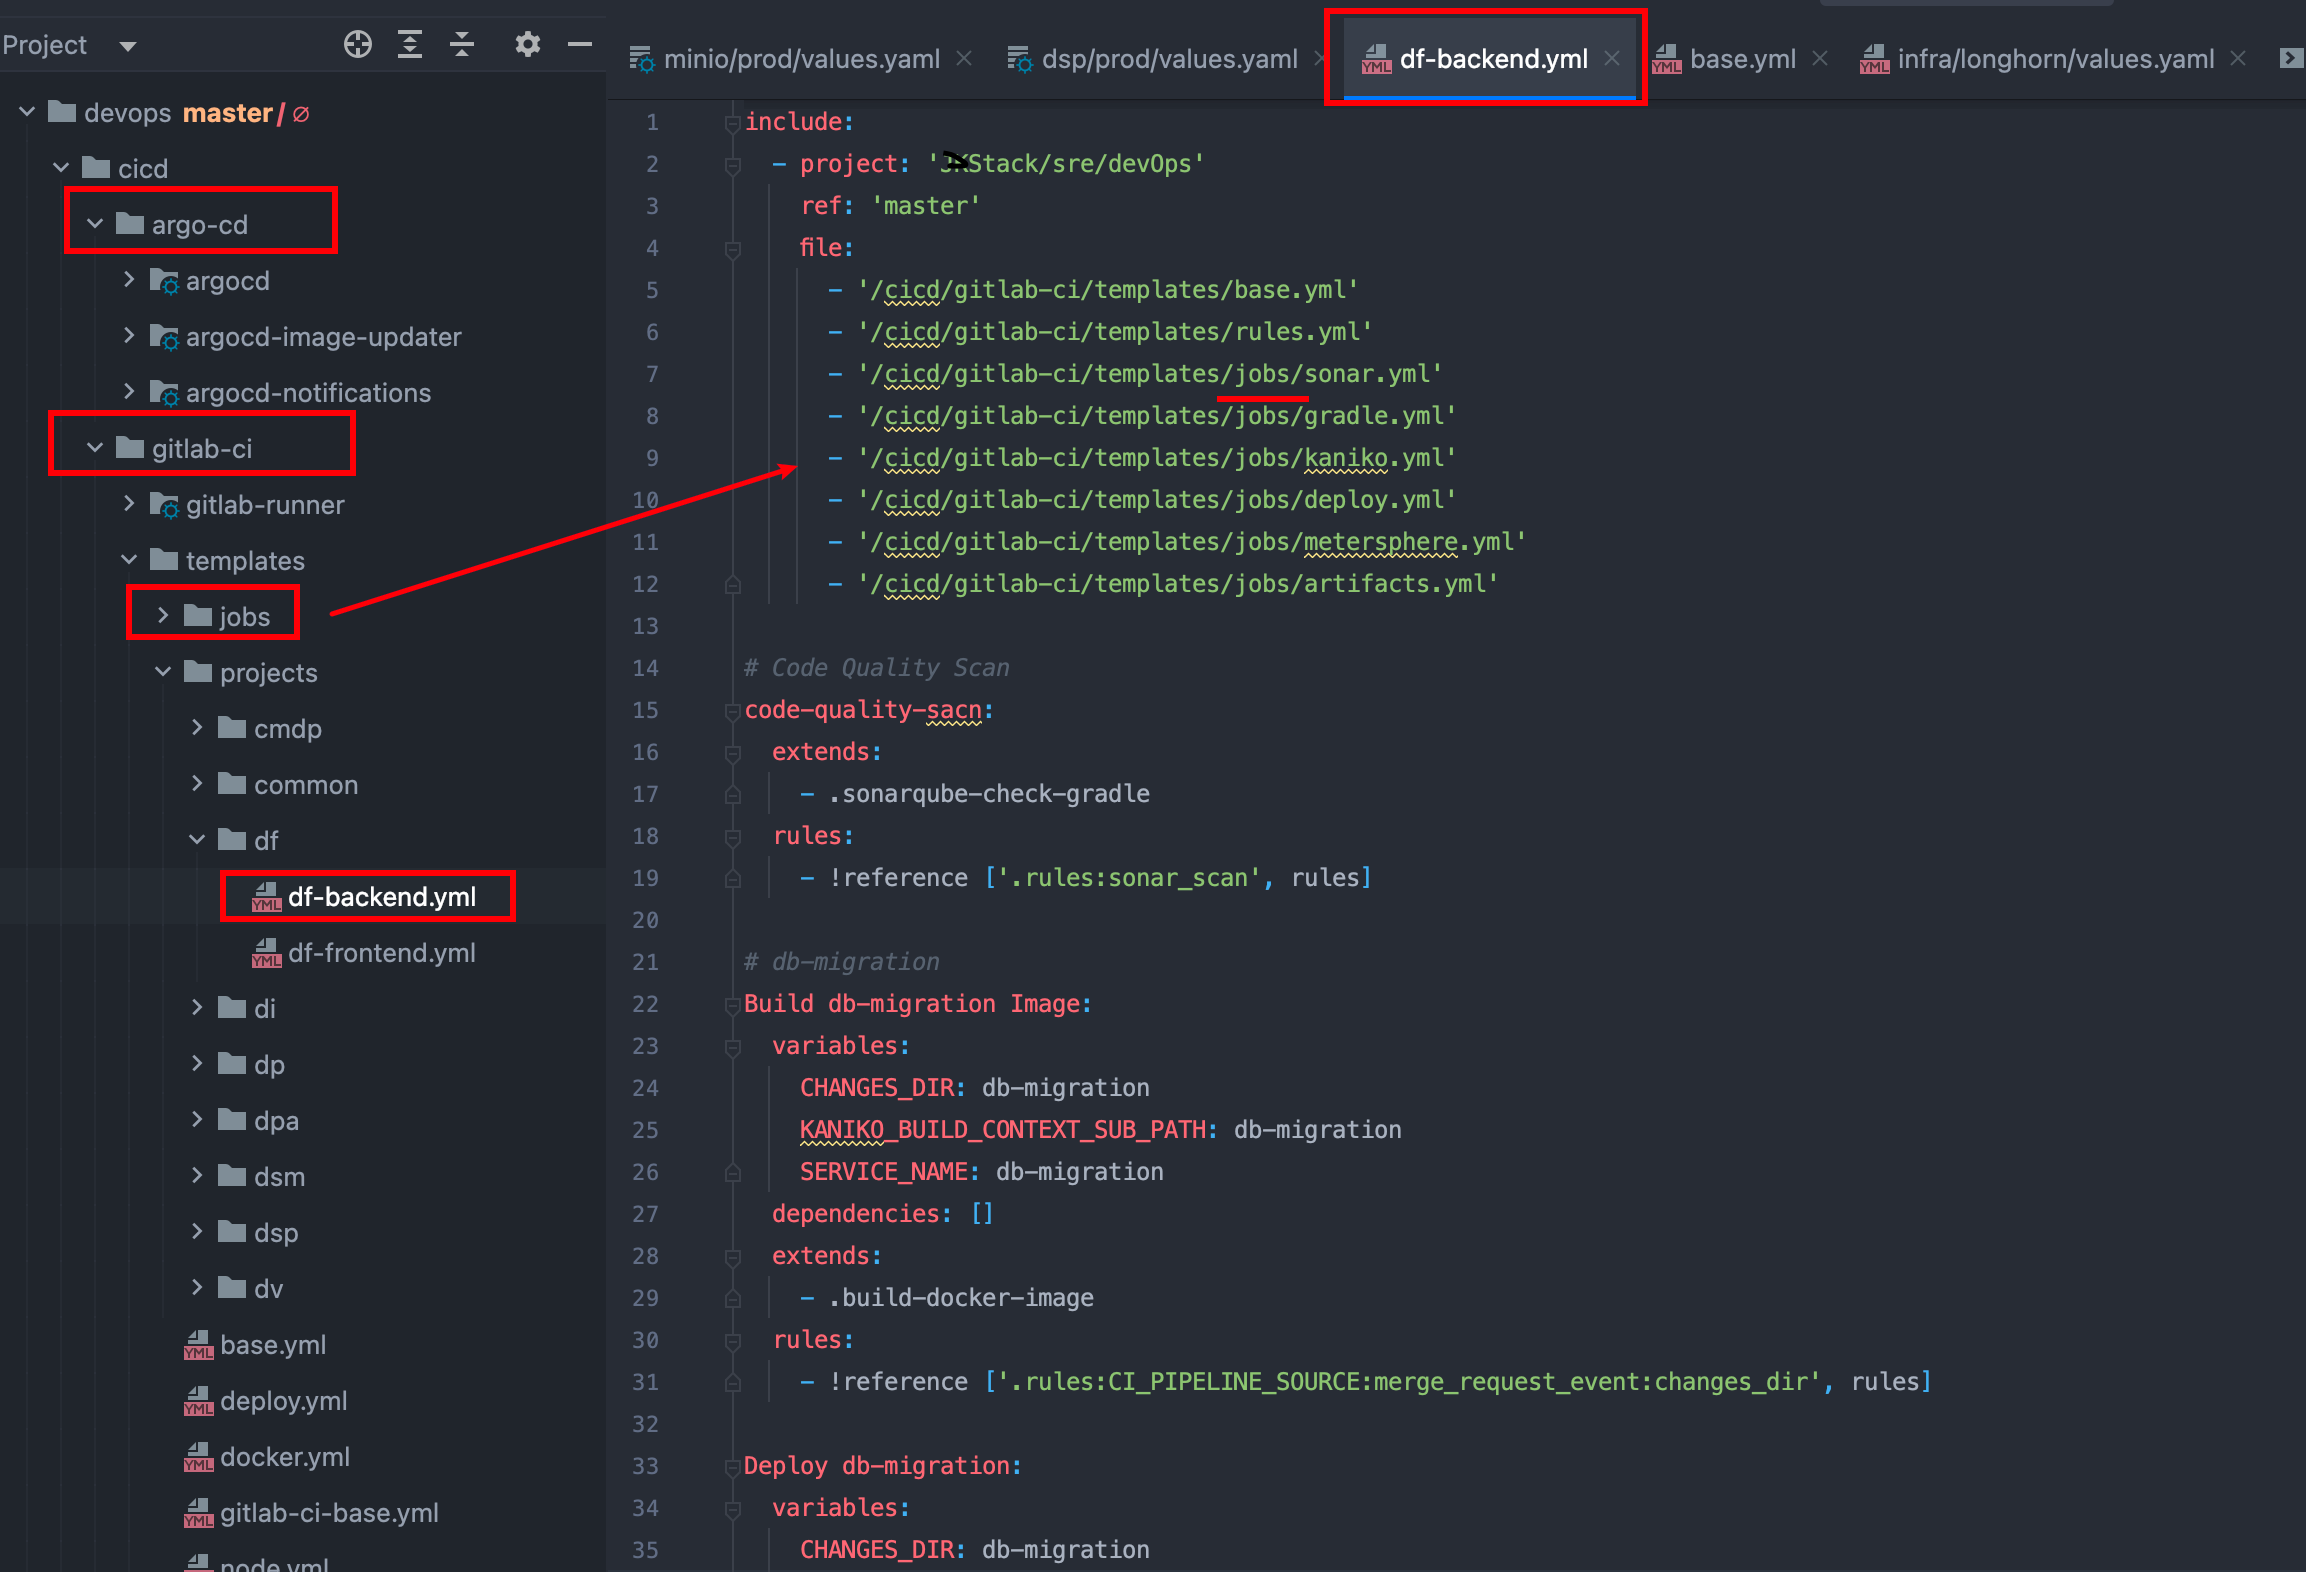 Project
devops master / ∅
cicd
argo-cd
argocd
argocd-image-updater
argocd-notifications
gitlab-ci
gitlab-runner
templates
jobs
projects
cmdp
common
df
YML df-backend.yml
YML df-frontend.yml
di
dp
dpa
dsm
dsp
dv
YML base.yml
YML deploy.yml
YML docker.yml
YML gitlab-ci-base.yml
node.yml
minio/prod/values.yaml
dsp/prod/values.yaml
YML df-backend.yml
YML base.yml
YML infra/longhorn/values.yaml
1 include:
2   - project: 'Stack/sre/devOps'
3     ref: 'master'
4     file:
5       - '/cicd/gitlab-ci/templates/base.yml'
6       - '/cicd/gitlab-ci/templates/rules.yml'
7       - '/cicd/gitlab-ci/templates/jobs/sonar.yml'
8       - '/cicd/gitlab-ci/templates/jobs/gradle.yml'
9       - '/cicd/gitlab-ci/templates/jobs/kaniko.yml'
10       - '/cicd/gitlab-ci/templates/jobs/deploy.yml'
11       - '/cicd/gitlab-ci/templates/jobs/metersphere.yml'
12       - '/cicd/gitlab-ci/templates/jobs/artifacts.yml'
13
14 # Code Quality Scan
15 code-quality-sacn:
16   extends:
17     - .sonarqube-check-gradle
18   rules:
19     - !reference ['.rules:sonar_scan', rules]
20
21 # db-migration
22 Build db-migration Image:
23   variables:
24     CHANGES_DIR: db-migration
25     KANIKO_BUILD_CONTEXT_SUB_PATH: db-migration
26     SERVICE_NAME: db-migration
27   dependencies: []
28   extends:
29     - .build-docker-image
30   rules:
31     - !reference ['.rules:CI_PIPELINE_SOURCE:merge_request_event:changes_dir', rules]
32
33 Deploy db-migration:
34   variables:
35     CHANGES_DIR: db-migration